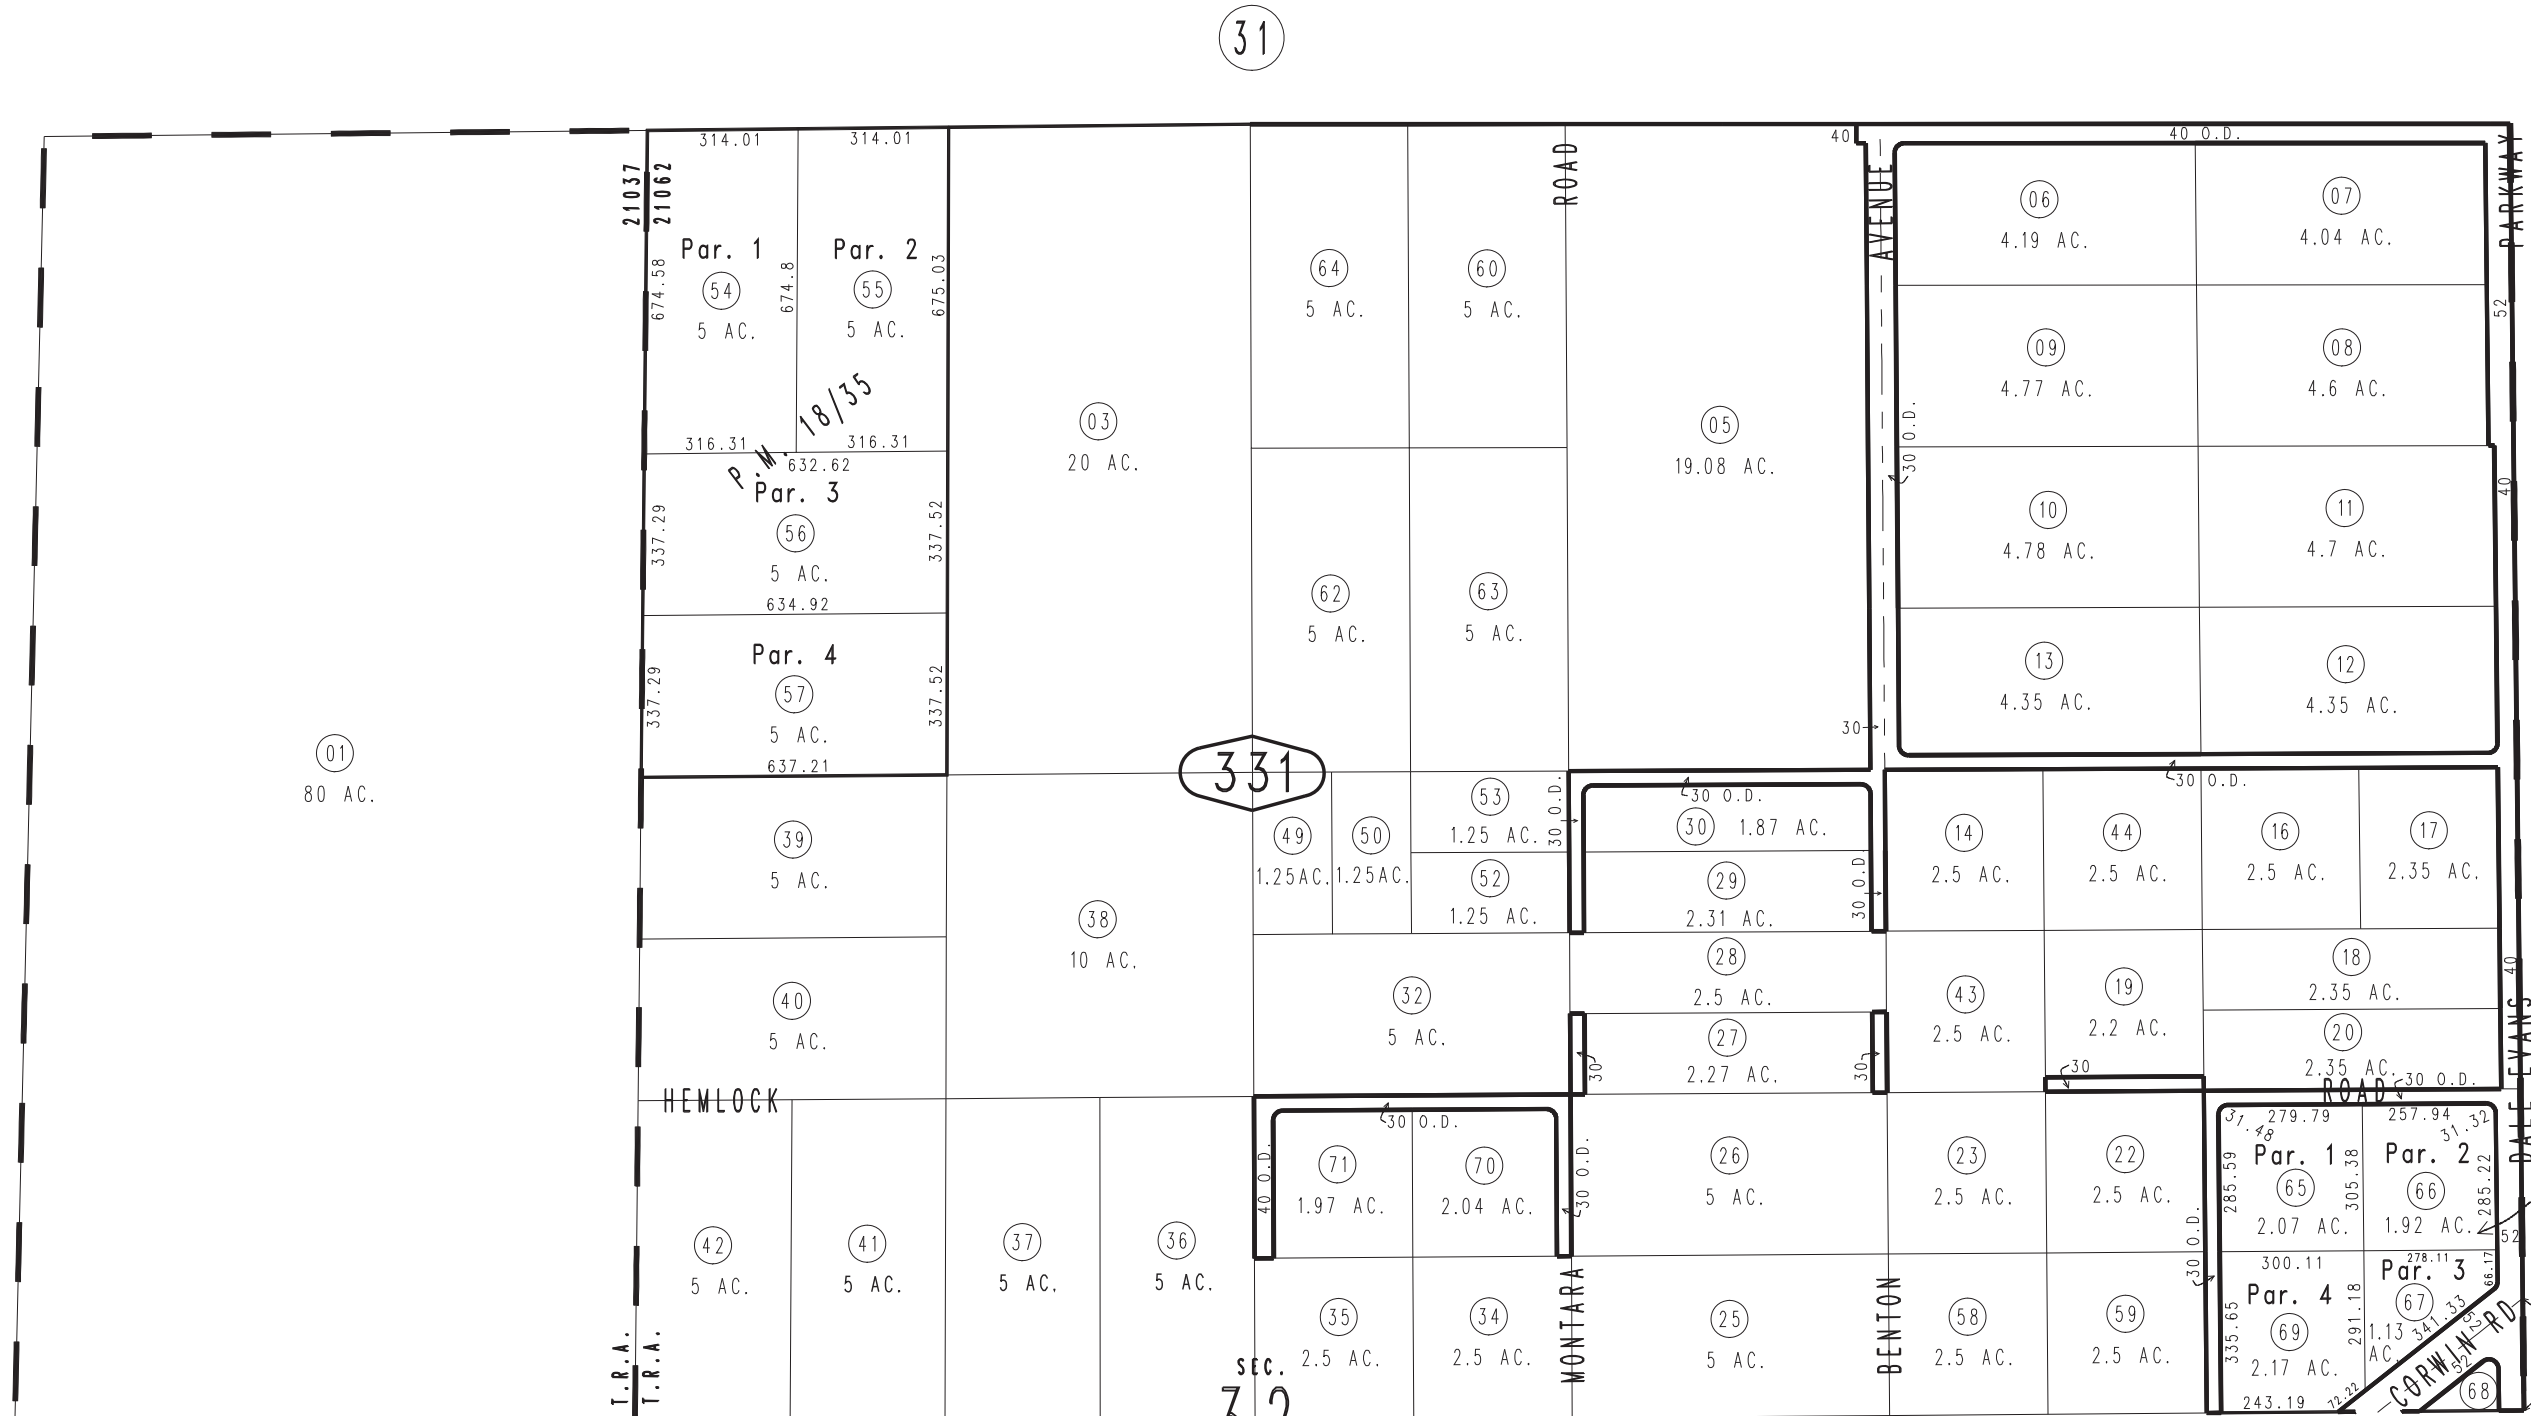 31
314.01
314.01
40
40 O.D.
21037
21062
ROAD
AVENUE
PARKWAY
06
4.19 AC.
07
4.04 AC.
Par. 1
54
5 AC.
Par. 2
55
5 AC.
674.58
674.8
675.03
64
5 AC.
60
5 AC.
52
09
4.77 AC.
08
4.6 AC.
P.M. 18/35
03
20 AC.
05
19.08 AC.
30 O.D.
316.31
316.31
632.62
Par. 3
56
5 AC.
337.29
337.52
634.92
10
4.78 AC.
11
4.7 AC.
40
62
5 AC.
63
5 AC.
Par. 4
57
5 AC.
337.29
337.52
637.21
13
4.35 AC.
12
4.35 AC.
30
01
80 AC.
331
30 O.D.
30 O.D.
39
5 AC.
49
1.25AC.
50
1.25AC.
53
1.25 AC.
30 O.D.
30
1.87 AC.
14
2.5 AC.
44
2.5 AC.
16
2.5 AC.
17
2.35 AC.
52
1.25 AC.
29
2.31 AC.
30 O.D
38
10 AC.
28
2.5 AC.
18
2.35 AC.
40
40
5 AC.
32
5 AC.
43
2.5 AC.
19
2.2 AC.
27
2.27 AC.
30
30
20
2.35 AC.
30
DALE EVANS
HEMLOCK
ROAD
30 O.D.
30 O.D.
40 O.D.
71
1.97 AC.
70
2.04 AC.
30 O.D.
26
5 AC.
23
2.5 AC.
22
2.5 AC.
31.48
279.79
257.94
31.32
Par. 1
65
2.07 AC.
285.59
305.38
Par. 2
66
1.92 AC.
285.22
52
42
5 AC.
41
5 AC.
37
5 AC.
36
5 AC.
30 O.D.
300.11
278.11
66.17
Par. 4
69
2.17 AC.
335.65
291.18
243.19
Par. 3
67
1.13
AC.
341.33
72.22
52
52
CORWIN RD
68
35
2.5 AC.
34
2.5 AC.
MONTARA
25
5 AC.
BENTON
58
2.5 AC.
59
2.5 AC.
T.R.A.
T.R.A.
SEC.
32